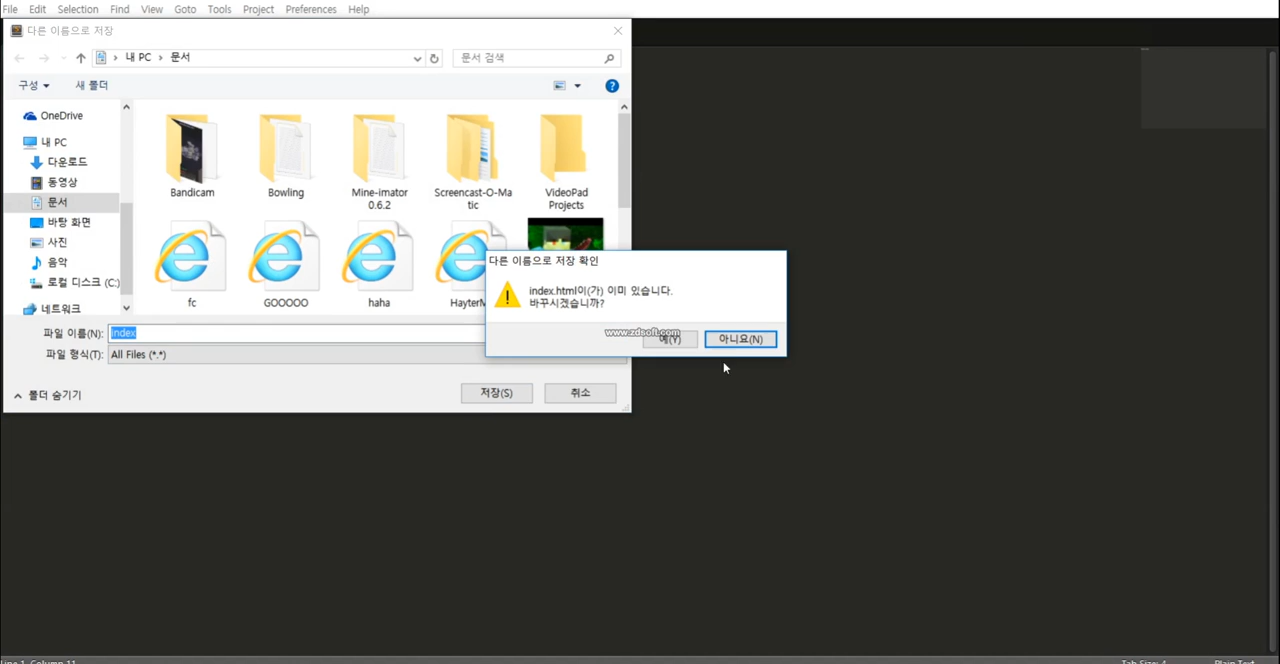 File Edit Selection Find View Goto Tools Project Preferences Help
다른 이름으로 저장
내 PC 문서
문서 검색
구성 새 폴더
OneDrive
내 PC
다운로드
동영상
문서
바탕 화면
사진
음악
로컬 디스크 (C:)
네트워크
Bandicam
Bowling
Mine-imator
0.6.2
Screencast-O-Ma
tic
VideoPad
Projects
fc
GOOOOO
haha
다른 이름으로 저장 확인
index.html이(가) 이미 있습니다.
바꾸시겠습니까?
www.zdsoft.com
예(Y) 아니요(N)
파일 이름(N): index
파일 형식(T): All Files (*.*)
폴더 숨기기
저장(S) 취소
Line 1, Column 11
Tab Size: 4 Plain Text